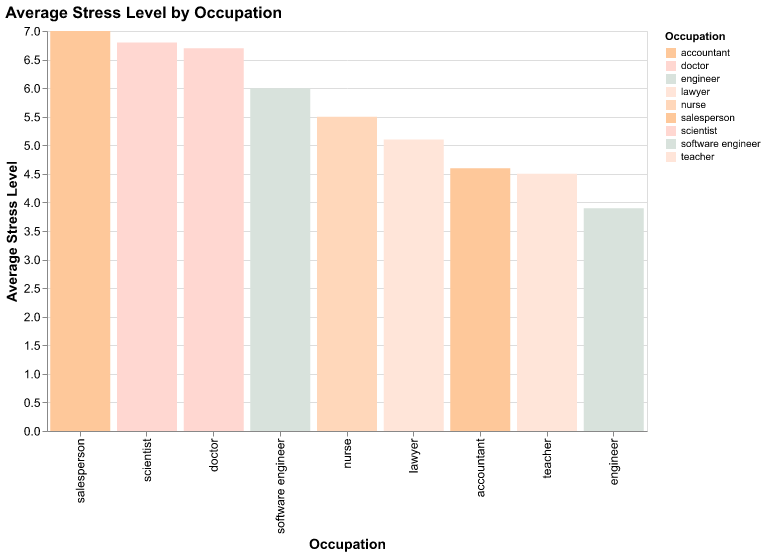 Average Stress Level by Occupation
Average Stress Level
7.0
6.5
6.0
5.5
5.0
4.5
4.0
3.5
3.0
2.5
2.0
1.5
1.0
0.5
0.0
salesperson
scientist
doctor
software engineer
nurse
lawyer
accountant
teacher
engineer
Occupation
Occupation
accountant
doctor
engineer
lawyer
nurse
salesperson
scientist
software engineer
teacher